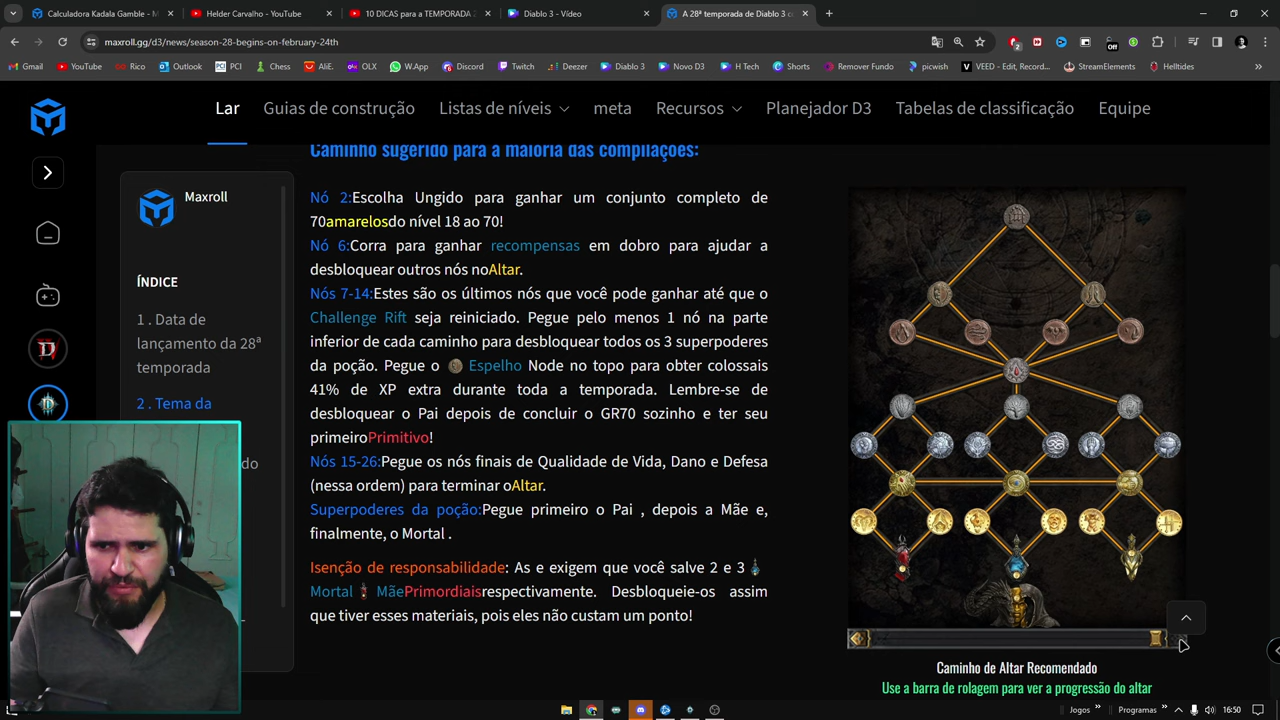 Calculadora Kadala Gamble - M
Helder Carvalho - YouTube
10 DICAS para a TEMPORADA 2
Diablo 3 - Vídeo
A 28ª temporada de Diablo 3 c
maxroll.gg/d3/news/season-28-begins-on-february-24th
Gmail YouTube Rico Outlook PCI Chess AliE. OLX W.App Discord Twitch Deezer Diablo 3 Novo D3 H Tech Shorts Remover Fundo picwish VEED - Edit, Record... StreamElements Helltides
Lar Guias de construção Listas de níveis meta Recursos Planejador D3 Tabelas de classificação Equipe
Maxroll
ÍNDICE
1 . Data de
lançamento da 28ª
temporada
2 . Tema da
do
Caminho sugerido para a maioria das compilações:
Nó 2:Escolha Ungido para ganhar um conjunto completo de
70amarelosdo nível 18 ao 70!
Nó 6:Corra para ganhar recompensas em dobro para ajudar a
desbloquear outros nós noAltar.
Nós 7-14:Estes são os últimos nós que você pode ganhar até que o
Challenge Rift seja reiniciado. Pegue pelo menos 1 nó na parte
inferior de cada caminho para desbloquear todos os 3 superpoderes
da poção. Pegue o Espelho Node no topo para obter colossais
41% de XP extra durante toda a temporada. Lembre-se de
desbloquear o Pai depois de concluir o GR70 sozinho e ter seu
primeiroPrimitivo!
Nós 15-26:Pegue os nós finais de Qualidade de Vida, Dano e Defesa
(nessa ordem) para terminar oAltar.
Superpoderes da poção:Pegue primeiro o Pai , depois a Mãe e,
finalmente, o Mortal .
Isenção de responsabilidade: As e exigem que você salve 2 e 3
Mortal MãePrimordiaisrespectivamente. Desbloqueie-os assim
que tiver esses materiais, pois eles não custam um ponto!
Caminho de Altar Recomendado
Use a barra de rolagem para ver a progressão do altar
Jogos Programas 16:50